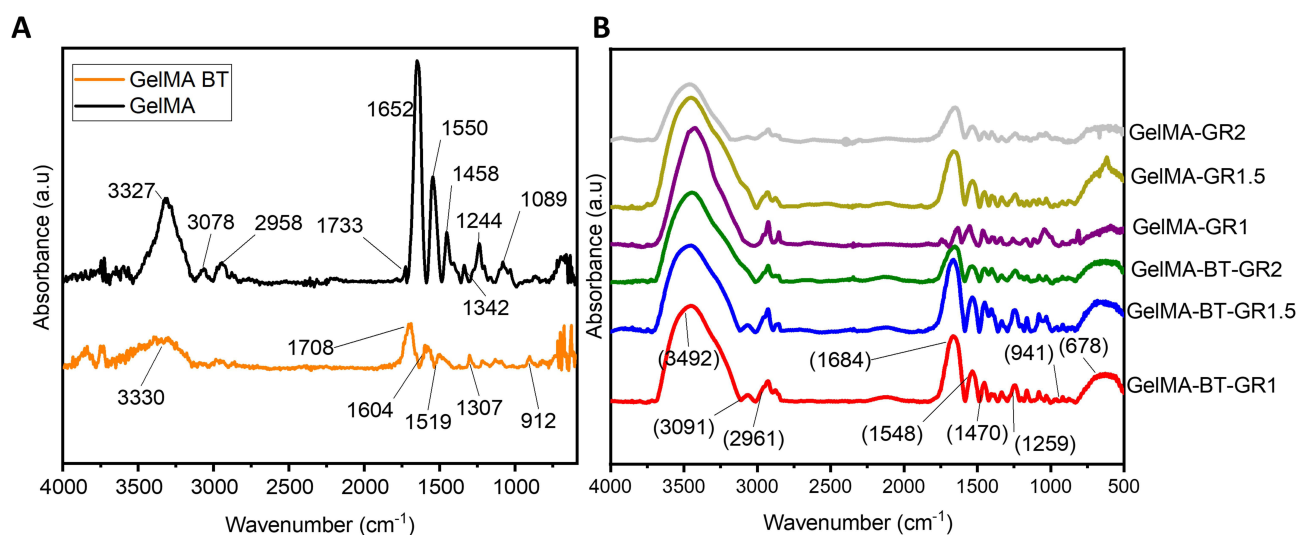 A
GelMA BT
GelMA
1652
1550
1458
3327
3078
2958
1733
1244
1089
1342
1708
3330
1604
1519
1307
912
Absorbance (a.u)
4000
3500
3000
2500
2000
1500
1000
Wavenumber (cm-1)
B
GelMA-GR2
GelMA-GR1.5
GelMA-GR1
GelMA-BT-GR2
GelMA-BT-GR1.5
GelMA-BT-GR1
(3492)
(1684)
(941)
(678)
(3091)
(2961)
(1548)
(1470)
(1259)
Absorbance (a.u)
4000
3500
3000
2500
2000
1500
1000
500
Wavenumber (cm-1)